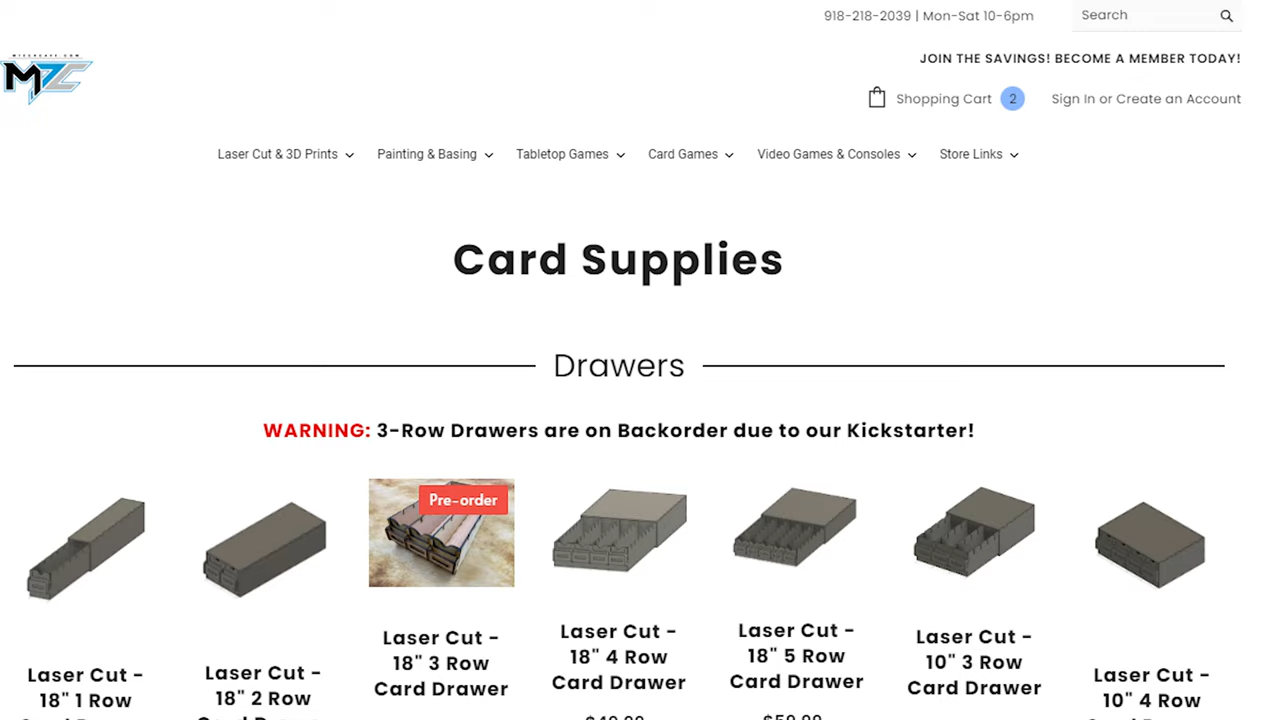 918-218-2039 | Mon-Sat 10-6pm
Search
JOIN THE SAVINGS! BECOME A MEMBER TODAY!
MZC
Shopping Cart 2
Sign In or Create an Account
Laser Cut & 3D Prints
Painting & Basing
Tabletop Games
Card Games
Video Games & Consoles
Store Links
Card Supplies
Drawers
WARNING: 3-Row Drawers are on Backorder due to our Kickstarter!
Pre-order
Laser Cut -
18" 1 Row
Laser Cut -
18" 2 Row
Laser Cut -
18" 3 Row
Card Drawer
Laser Cut -
18" 4 Row
Card Drawer
Laser Cut -
18" 5 Row
Card Drawer
Laser Cut -
10" 3 Row
Card Drawer
Laser Cut -
10" 4 Row